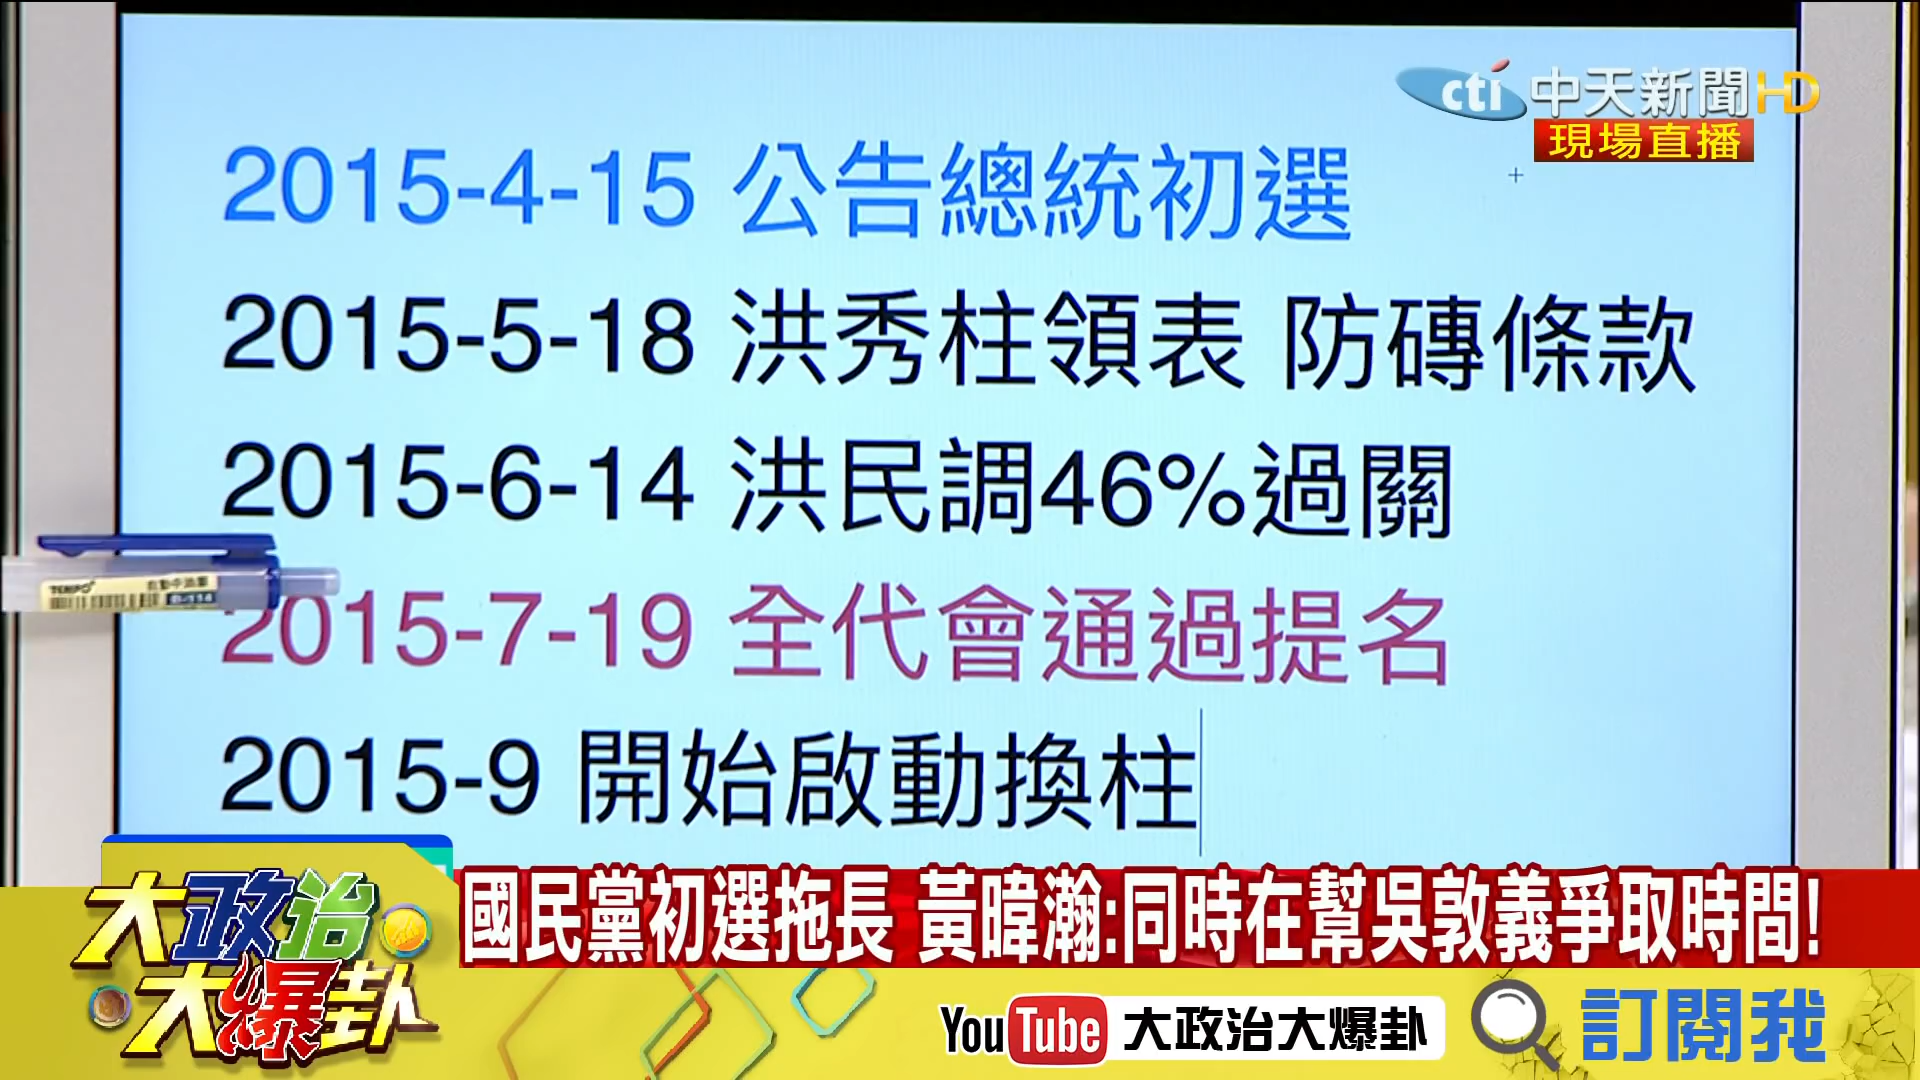 cti 中天新聞HD
現場直播
2015-4-15 公告總統初選
2015-5-18 洪秀柱領表 防磚條款
2015-6-14 洪民調46%過關
TEMPO
2015-7-19 全代會通過提名
2015-9 開始啟動換柱
大政治
大爆卦
國民黨初選拖長 黃暐瀚:同時在幫吳敦義爭取時間!
YouTube 大政治大爆卦
訂閱我